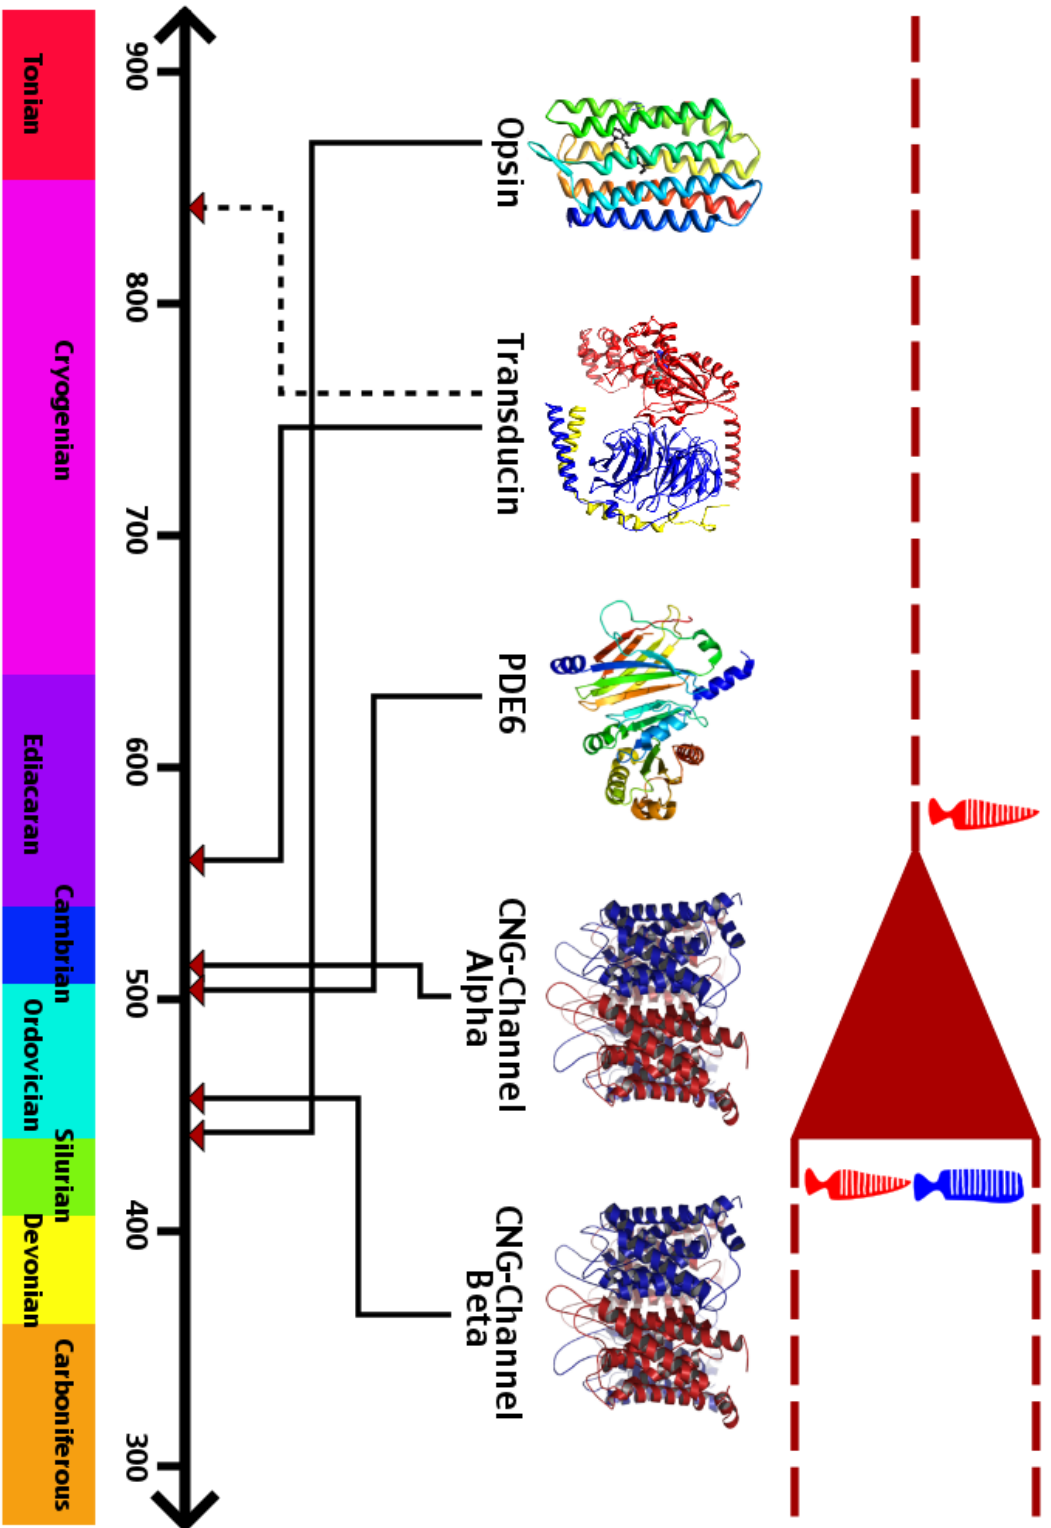 Opsin
Transducin
PDE6
CNG-Channel
Alpha
CNG-Channel
Beta
900
800
700
600
500
400
300
Tonian
Cryogenian
Ediacaran
Cambrian
Ordovician
Silurian
Devonian
Carboniferous